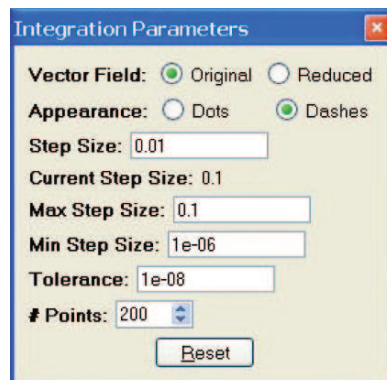 Integration Parameters
Vector Field: Original Reduced
Appearance: Dots Dashes
Step Size: 0.01
Current Step Size: 0.1
Max Step Size: 0.1
Min Step Size: 1e-06
Tolerance: 1e-08
# Points: 200
Reset